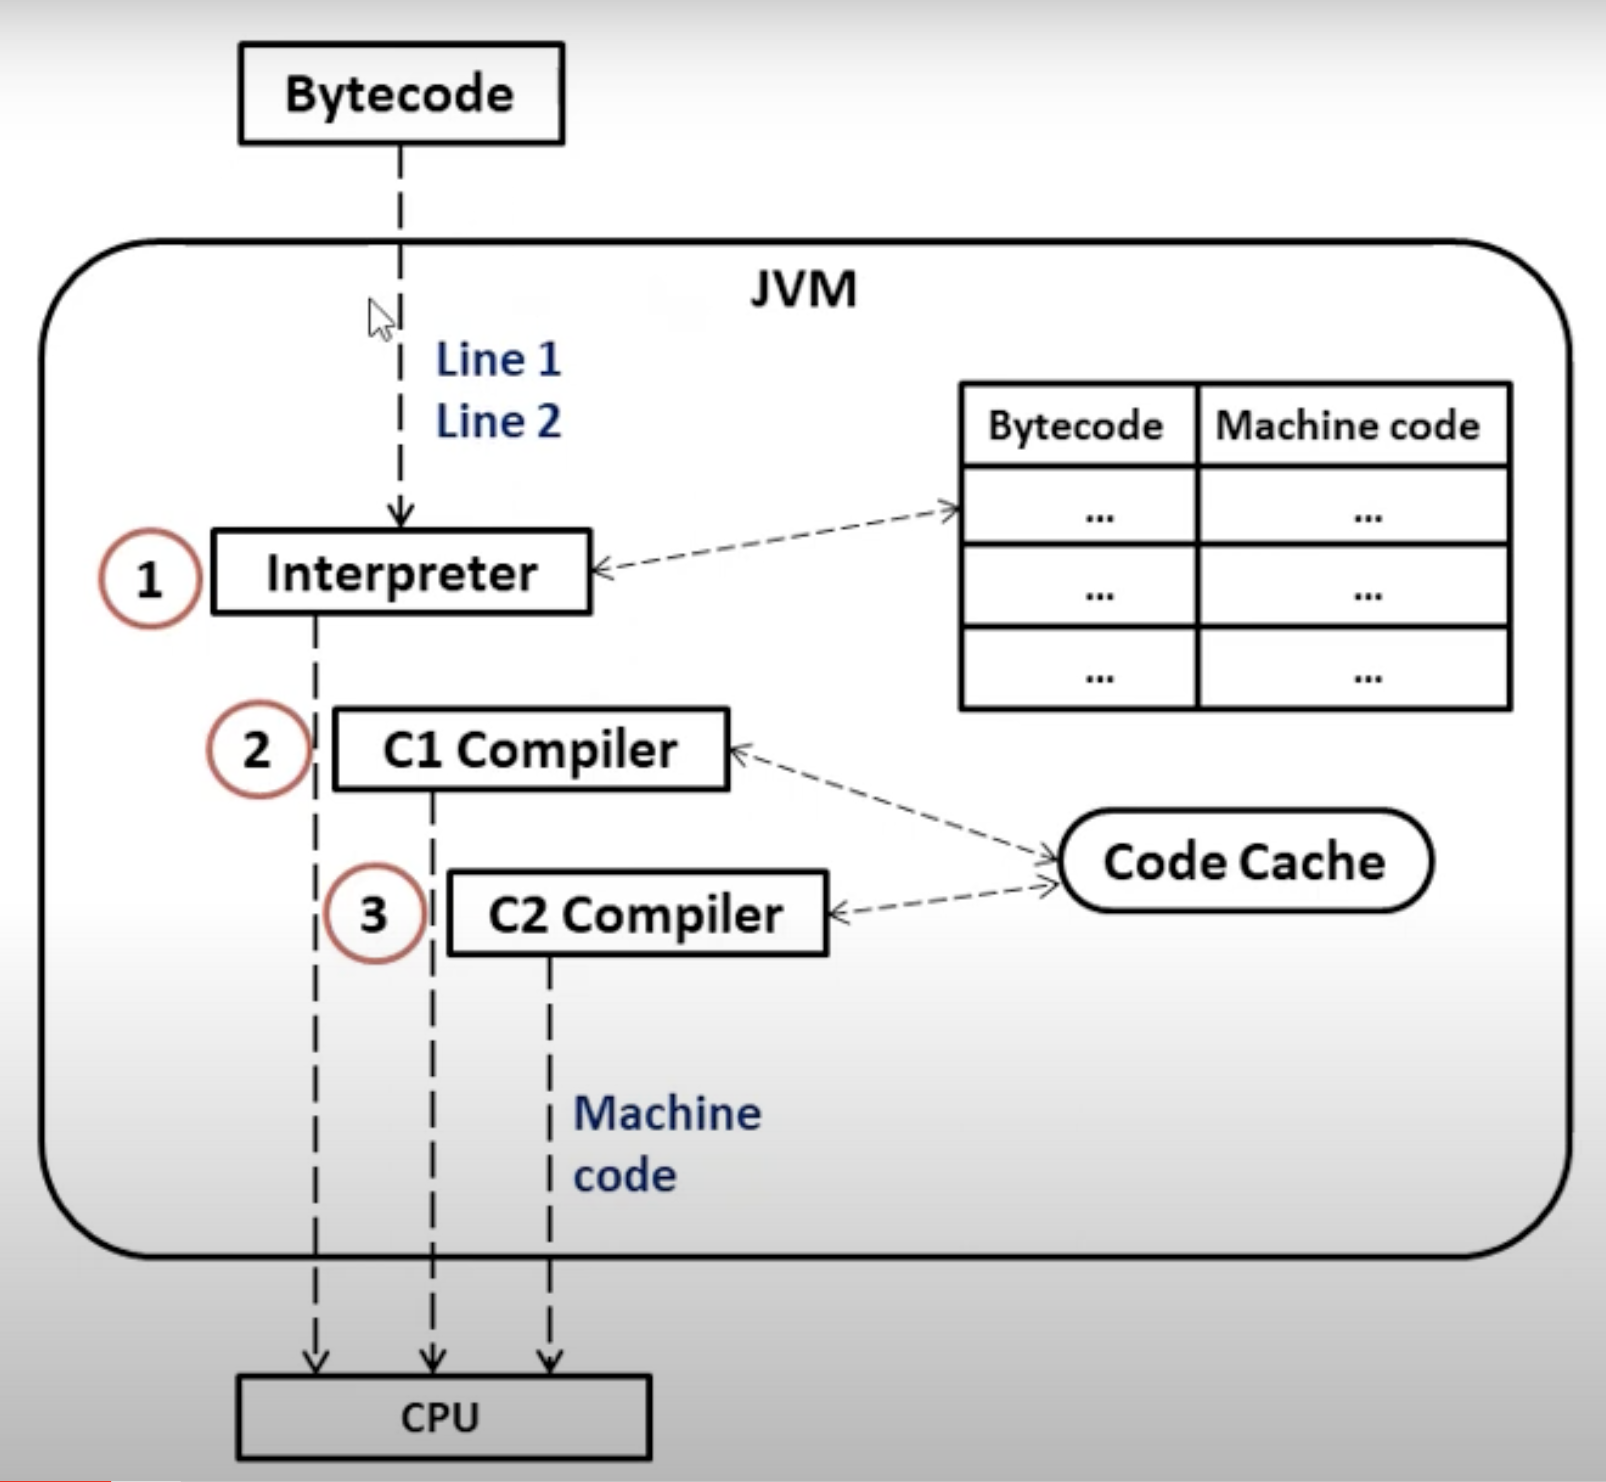 Bytecode
JVM
Line 1
Line 2
Bytecode Machine code
... ...
... ...
... ...
1 Interpreter
2 C1 Compiler
Code Cache
3 C2 Compiler
Machine
code
CPU